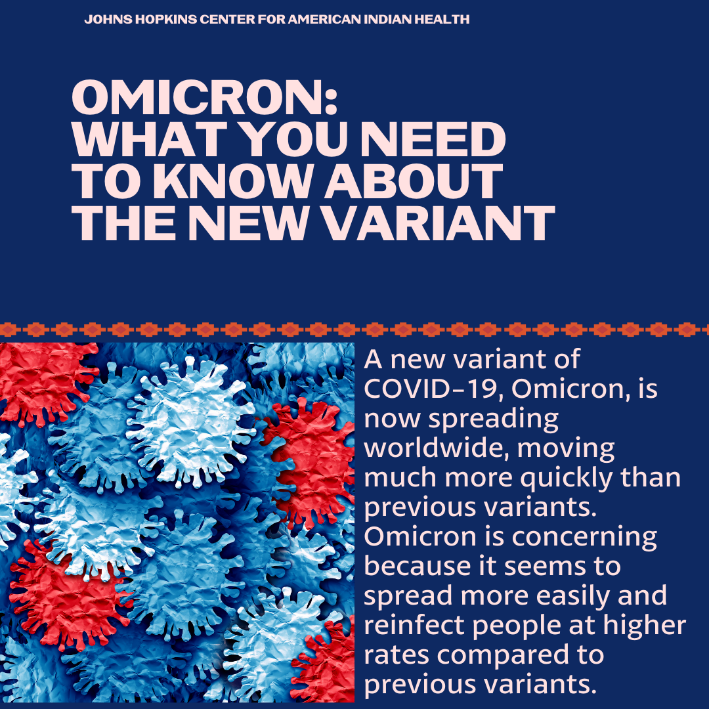 JOHNS HOPKINS CENTER FOR AMERICAN INDIAN HEALTH
OMICRON:
WHAT YOU NEED
TO KNOW ABOUT
THE NEW VARIANT
A new variant of
COVID-19, Omicron, is
now spreading
worldwide, moving
much more quickly than
previous variants.
Omicron is concerning
because it seems to
spread more easily and
reinfect people at higher
rates compared to
previous variants.